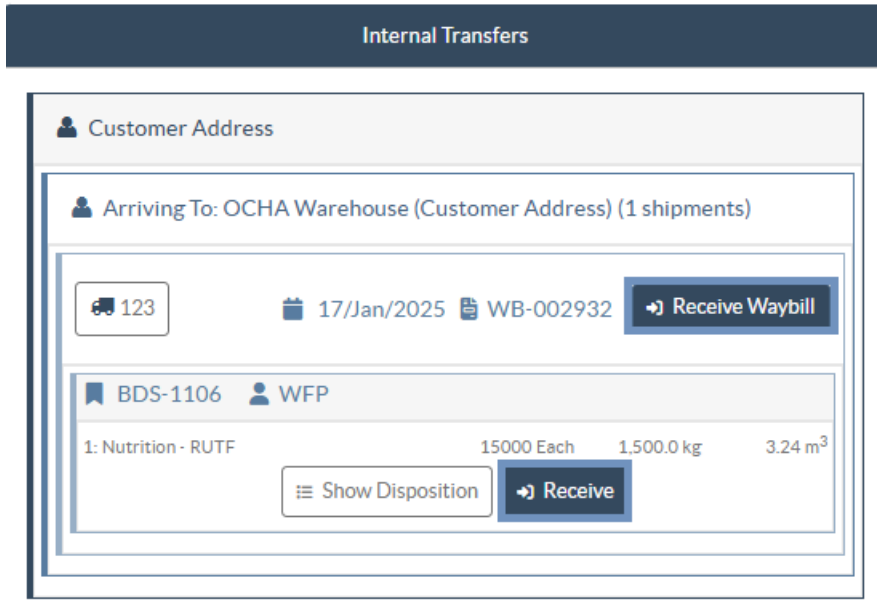 Internal Transfers
Customer Address
Arriving To: OCHA Warehouse (Customer Address) (1 shipments)
123 17/Jan/2025 WB-002932 Receive Waybill
BDS-1106 WFP
1: Nutrition - RUTF 15000 Each 1,500.0 kg 3.24 m³
Show Disposition Receive